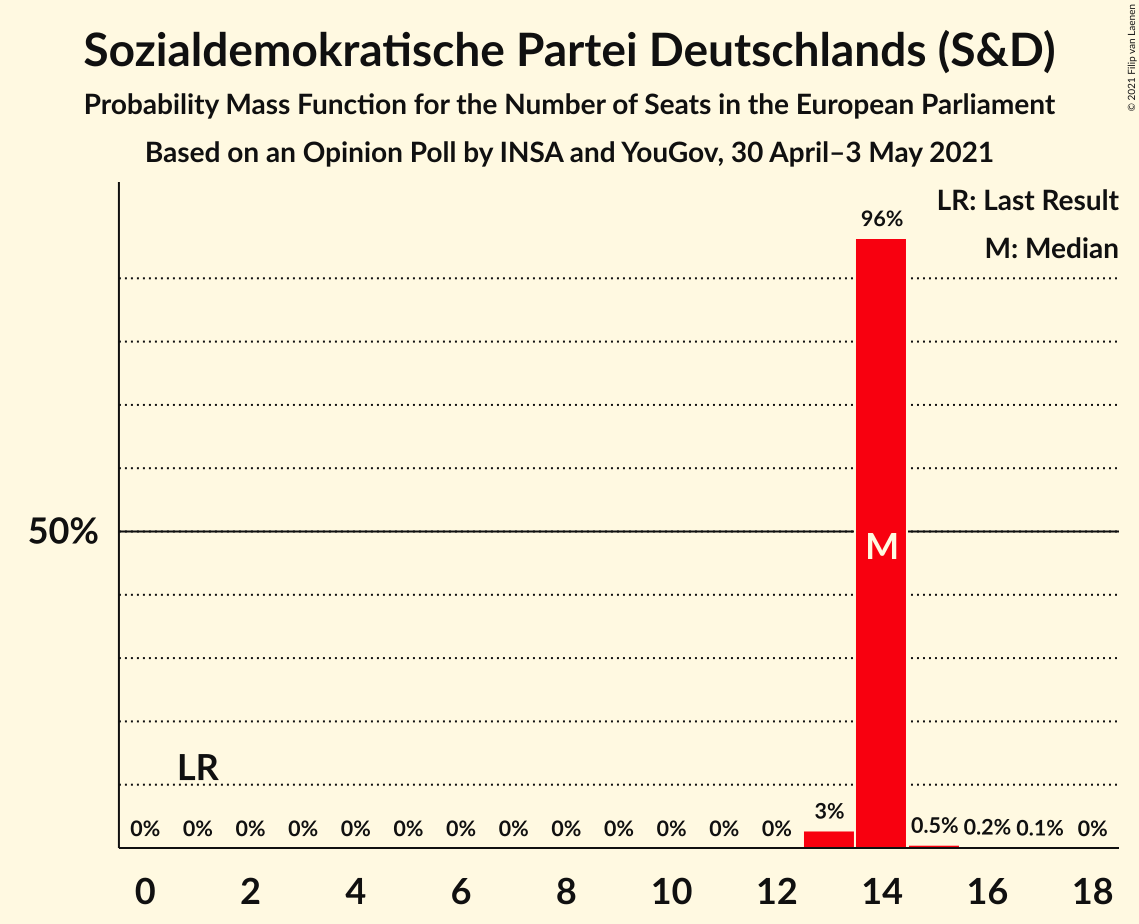 Sozialdemokratische Partei Deutschlands (S&D)
Probability Mass Function for the Number of Seats in the European Parliament
Based on an Opinion Poll by INSA and YouGov, 30 April–3 May 2021
© 2021 Filip van Laenen
LR: Last Result
M: Median
96%
50%
M
LR
0% 0% 0% 0% 0% 0% 0% 0% 0% 0% 0% 0% 0% 3% 0.5% 0.2% 0.1% 0%
0 2 4 6 8 10 12 14 16 18